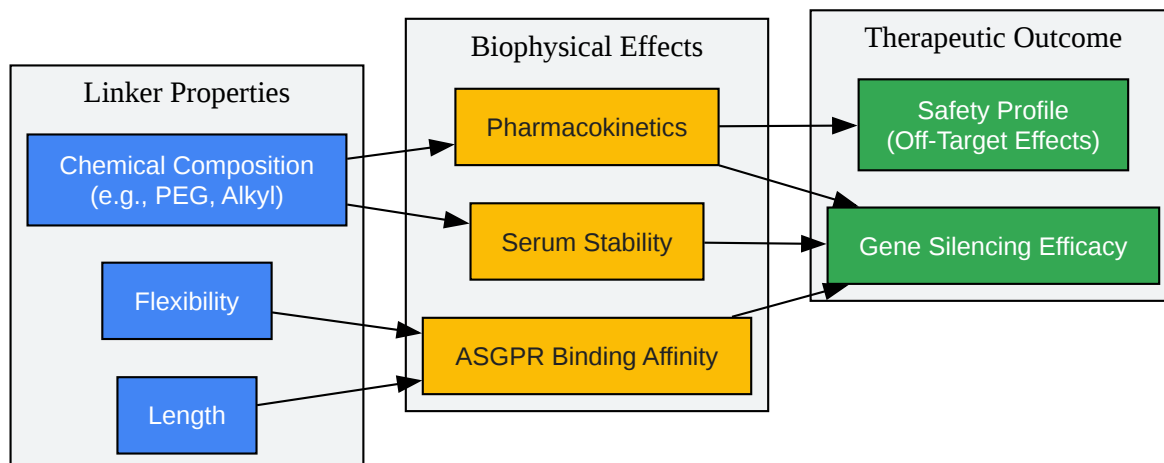 Linker Properties
Chemical Composition
(e.g., PEG, Alkyl)
Flexibility
Length
Biophysical Effects
Pharmacokinetics
Serum Stability
ASGPR Binding Affinity
Therapeutic Outcome
Safety Profile
(Off-Target Effects)
Gene Silencing Efficacy